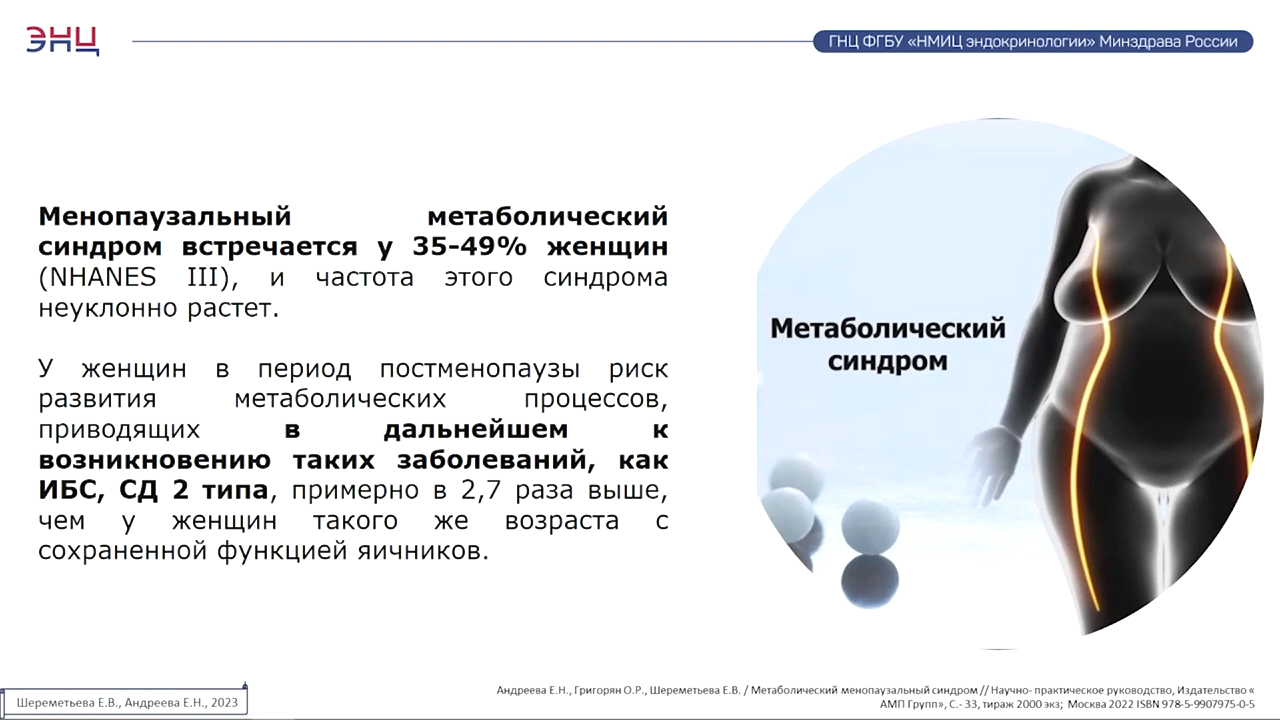 ЭНЦ
ГНЦ ФГБУ «НМИЦ эндокринологии» Минздрава России
Менопаузальный метаболический
синдром встречается у 35-49% женщин
(NHANES III), и частота этого синдрома
неуклонно растет.
У женщин в период постменопаузы риск
развития метаболических процессов,
приводящих в дальнейшем к
возникновению таких заболеваний, как
ИБС, СД 2 типа, примерно в 2,7 раза выше,
чем у женщин такого же возраста с
сохраненной функцией яичников.
Метаболический
синдром
Шереметьева Е.В., Андреева Е.Н., 2023
Андреева Е.Н., Григорян О.Р., Шереметьева Е.В. / Метаболический менопаузальный синдром // Научно- практическое руководство, Издательство «
АМП Групп», С.- 33, тираж 2000 экз; Москва 2022 ISBN 978-5-9907975-0-5